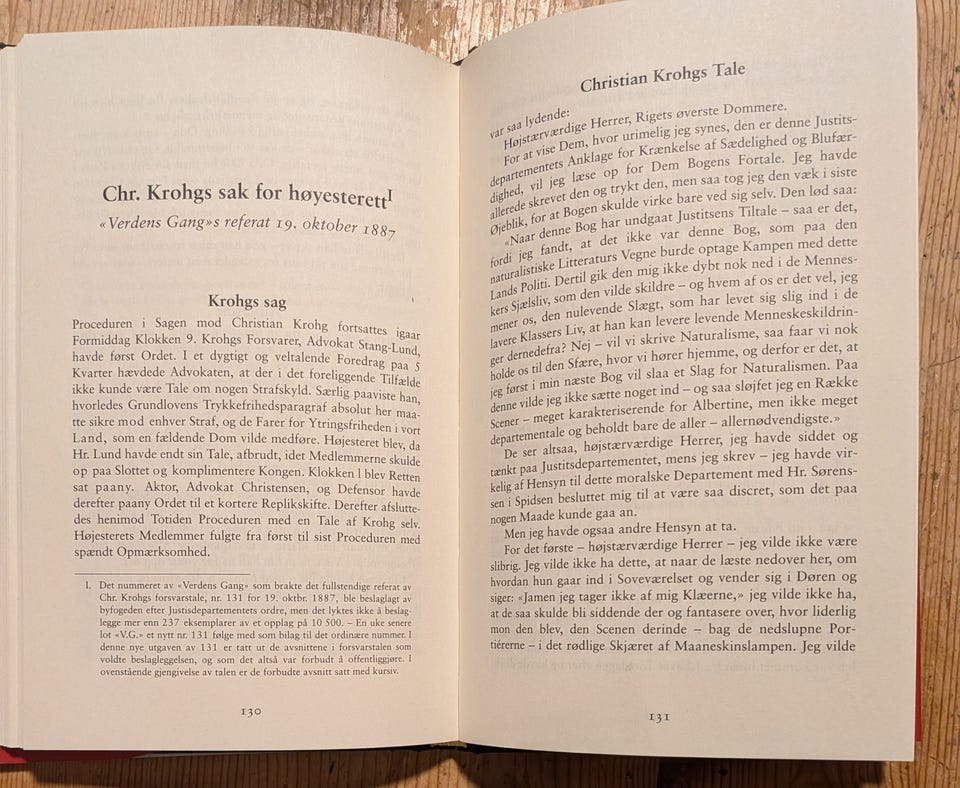 Chr. Krohgs sak for høyesterett1
«Verdens Gang»s referat 19. oktober 1887
Krohgs sag
Proceduren i Sagen mod Christian Krohg fortsattes igaar
Formiddag Klokken 9. Krohgs Forsvarer, Advokat Stang-Lund,
havde først Ordet. I et dygtigt og veltalende Foredrag paa 5
Kvarter hævdede Advokaten, at der i det foreliggende Tilfælde
ikke kunde være Tale om nogen Strafskyld. Særlig paaviste han,
hvorledes Grundlovens Trykkefrihedsparagraf absolut her maa-
tte sikre mod enhver Straf, og de Farer for Ytringsfriheden i vort
Land, som en fældende Dom vilde medføre. Højesteret blev, da
Hr. Lund havde endt sin Tale, afbrudt, idet Medlemmerne skulde
op paa Slottet og komplimentere Kongen. Klokken 1 blev Retten
sat paany. Aktor, Advokat Christensen, og Defensor havde
derefter paany Ordet til et kortere Replikskifte. Derefter afslutte-
des henimod Totiden Proceduren med en Tale af Krohg selv.
Højesterets Medlemmer fulgte fra først til sist Proceduren med
spændt Opmærksomhed.
1. Det nummeret av «Verdens Gang» som brakte det fullstendige referat av
Chr. Krohgs forsvarstale, nr. 131 for 19. oktbr. 1887, ble beslaglagt av
byfogeden efter Justisdepartementets ordre, men det lyktes ikke å beslag-
legge mer enn 237 eksemplarer av et opplag på 10 500. – En uke senere
lot «V.G.» et nytt nr. 131 følge med som bilag til det ordinære nummer. I
denne nye utgaven av 131 er tatt ut de avsnittene i forsvarstalen som
voldte beslagleggelsen, og som det altså var forbudt å offentliggjøre. I
ovenstående gjengivelse av talen er de forbudte avsnitt satt med kursiv.
130
Christian Krohgs Tale
var saa lydende:
Højstærværdige Herrer, Rigets øverste Dommere.
For at vise Dem, hvor urimelig jeg synes, den er denne Justits-
departementets Anklage for Krænkelse af Sædelighed og Blufær-
dighed, vil jeg læse op for Dem Bogens Fortale. Jeg havde
allerede skrevet den og trykt den, men saa tog jeg den væk i siste
Øjeblik, for at Bogen skulde virke bare ved sig selv. Den lød saa:
«Naar denne Bog har undgaat Justitsens Tiltale – saa er det,
fordi jeg fandt, at det ikke var denne Bog, som paa den
naturalistiske Litteraturs Vegne burde optage Kampen med dette
Lands Politi. Dertil gik den mig ikke dybt nok ned i de Mennes-
kers Sjælsliv, som den vilde skildre – og hvem af os er det vel, jeg
mener os, den nulevende Slægt, som har levet sig slig ind i de
lavere Klassers Liv, at han kan levere levende Menneskeskildrin-
ger dernedefra? Nej – vil vi skrive Naturalisme, saa faar vi nok
holde os til den Sfære, hvor vi hører hjemme, og derfor er det, at
jeg først i min næste Bog vil slaa et Slag for Naturalismen. Paa
denne vilde jeg ikke sætte noget ind – og saa sløjfet jeg en Række
Scener – meget karakteriserende for Albertine, men ikke meget
departementale og beholdt bare de aller – allernødvendigste.»
De ser altsaa, højstærværdige Herrer, jeg havde siddet og
tænkt paa Justitsdepartementet, mens jeg skrev – jeg havde vir-
kelig af Hensyn til dette moralske Departement med Hr. Sørens-
sen i Spidsen besluttet mig til at være saa discret, som det paa
nogen Maade kunde gaa an.
Men jeg havde ogsaa andre Hensyn at ta.
For det første – højstærværdige Herrer – jeg vilde ikke være
slibrig. Jeg vilde ikke ha dette, at naar de læste nedover her, om
hvordan hun gaar ind i Soveværelset og vender sig i Døren og
siger: «Jamen jeg tager ikke af mig Klæerne,» jeg vilde ikke ha,
at de saa skulde bli siddende der og fantasere over, hvor liderlig
mon den blev, den Scenen derinde – bag de nedslupne Por-
tiérerne – i det rødlige Skjæret af Maaneskinslampen. Jeg vilde
131